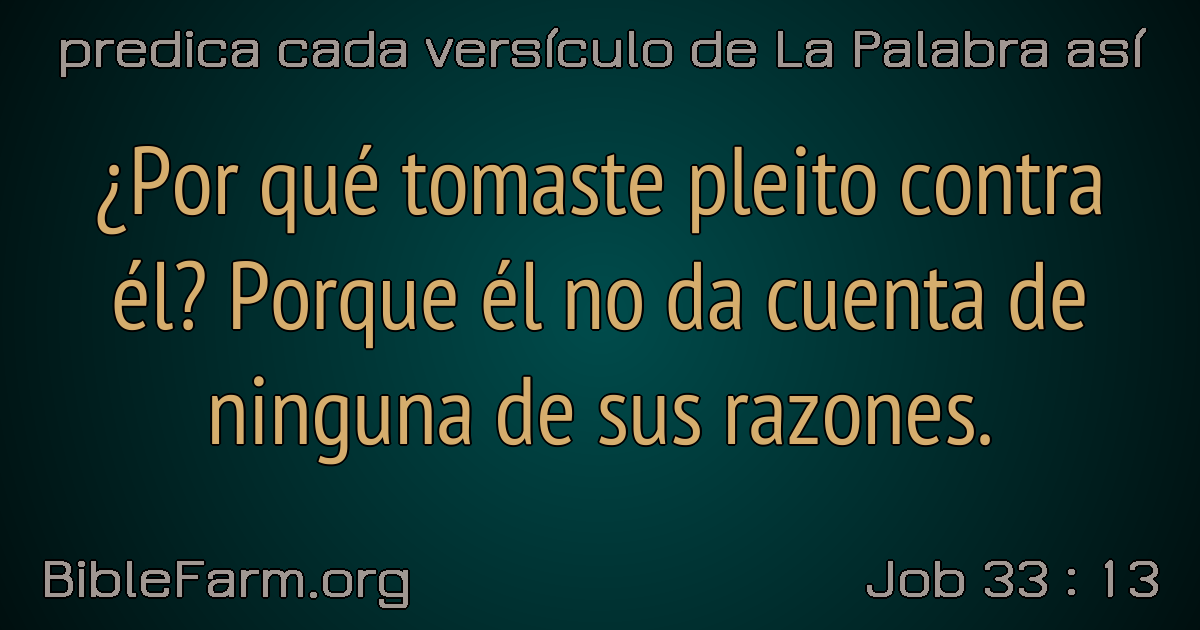 predica cada versículo de La Palabra así
¿Por qué tomaste pleito contra
él? Porque él no da cuenta de
ninguna de sus razones.
BibleFarm.org
Job 33 : 13